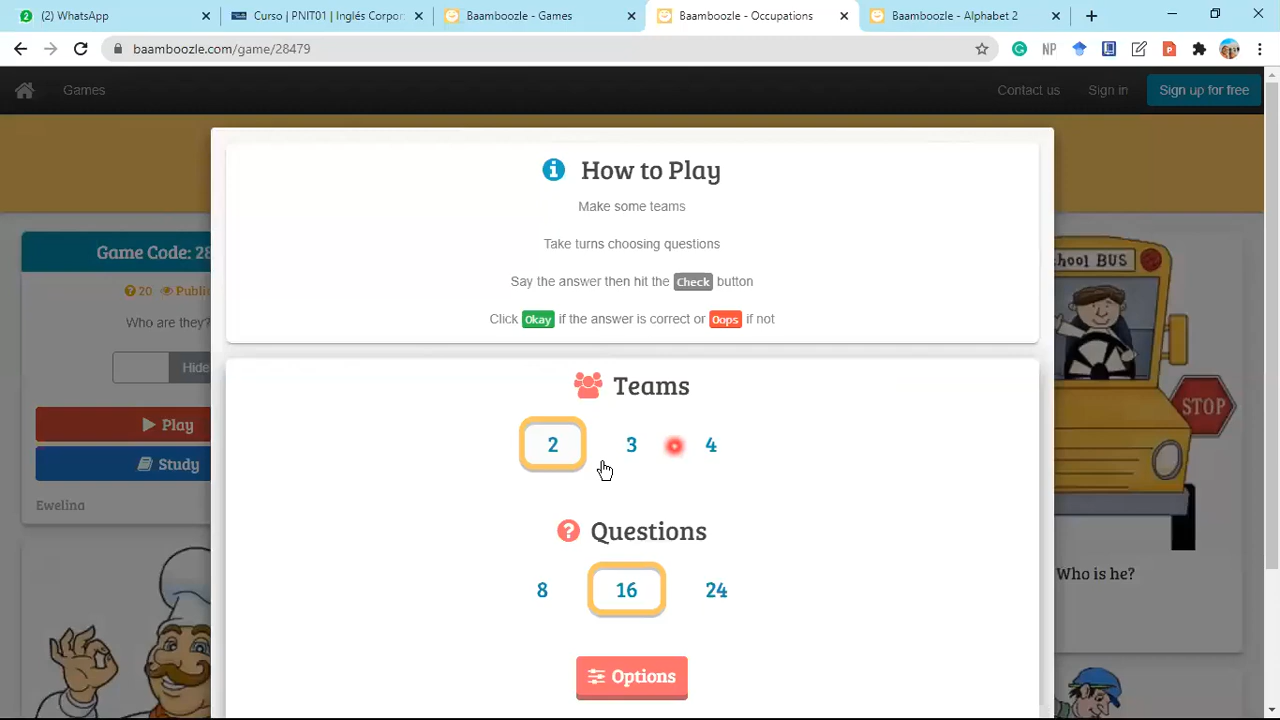 (2) WhatsApp
Curso | PNIT01 | Inglés Corpor
Baamboozle - Games
Baamboozle - Occupations
Baamboozle - Alphabet 2
baamboozle.com/game/28479
NP
Games
Contact us
Sign in
Sign up for free
How to Play
Make some teams
Take turns choosing questions
Say the answer then hit the Check button
Click Okay if the answer is correct or Oops if not
Game Code: 28
20 Publi
Who are they?
Hide
Play
Study
Ewelina
Teams
2 3 4
Questions
8 16 24
Options
HOOL BUS
STOP
Who is he?